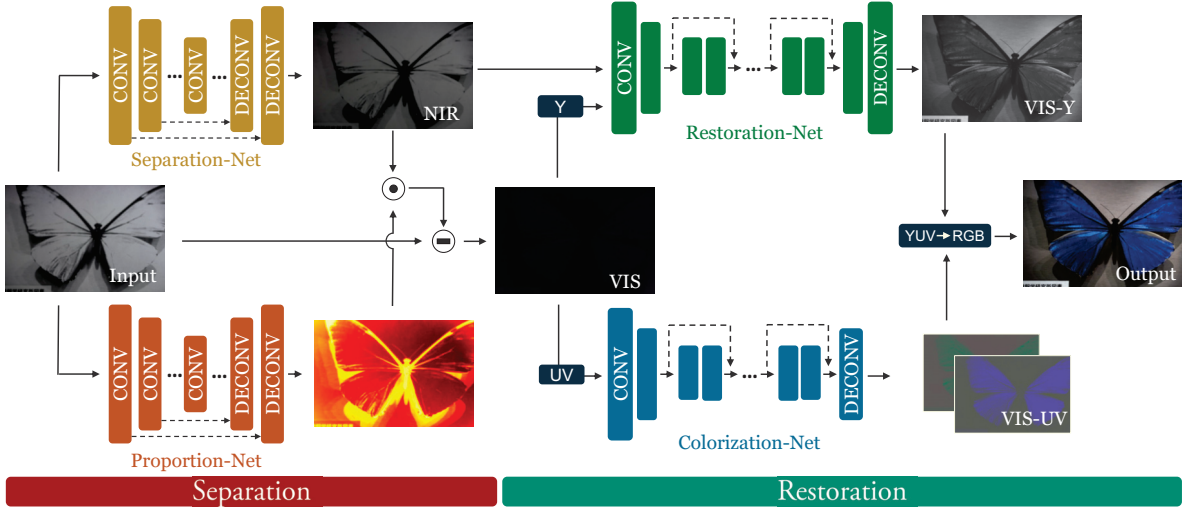 CONV
CONV
CONV
DECONV
DECONV
Separation-Net
NIR
Input
CONV
CONV
CONV
DECONV
DECONV
Proportion-Net
Y
UV
VIS
CONV
DECONV
Restoration-Net
VIS-Y
CONV
DECONV
Colorization-Net
VIS-UV
YUV→RGB
Output
Separation
Restoration